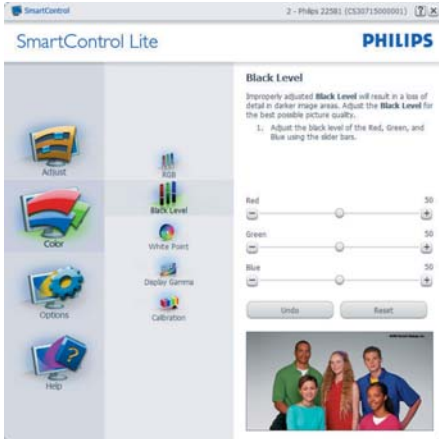 SmartControl
2 - Philips 225B1 (CS30715000001)
SmartControl Lite
PHILIPS
Adjust
Color
Options
Help
RGB
Black Level
White Point
Display Gamma
Calibration
Black Level
Improperly adjusted Black Level will result in a loss of
detail in darker image areas. Adjust the Black Level for
the best possible picture quality.
1. Adjust the black level of the Red, Green, and
Blue using the slider bars.
Red 50
Green 50
Blue 50
Undo Reset